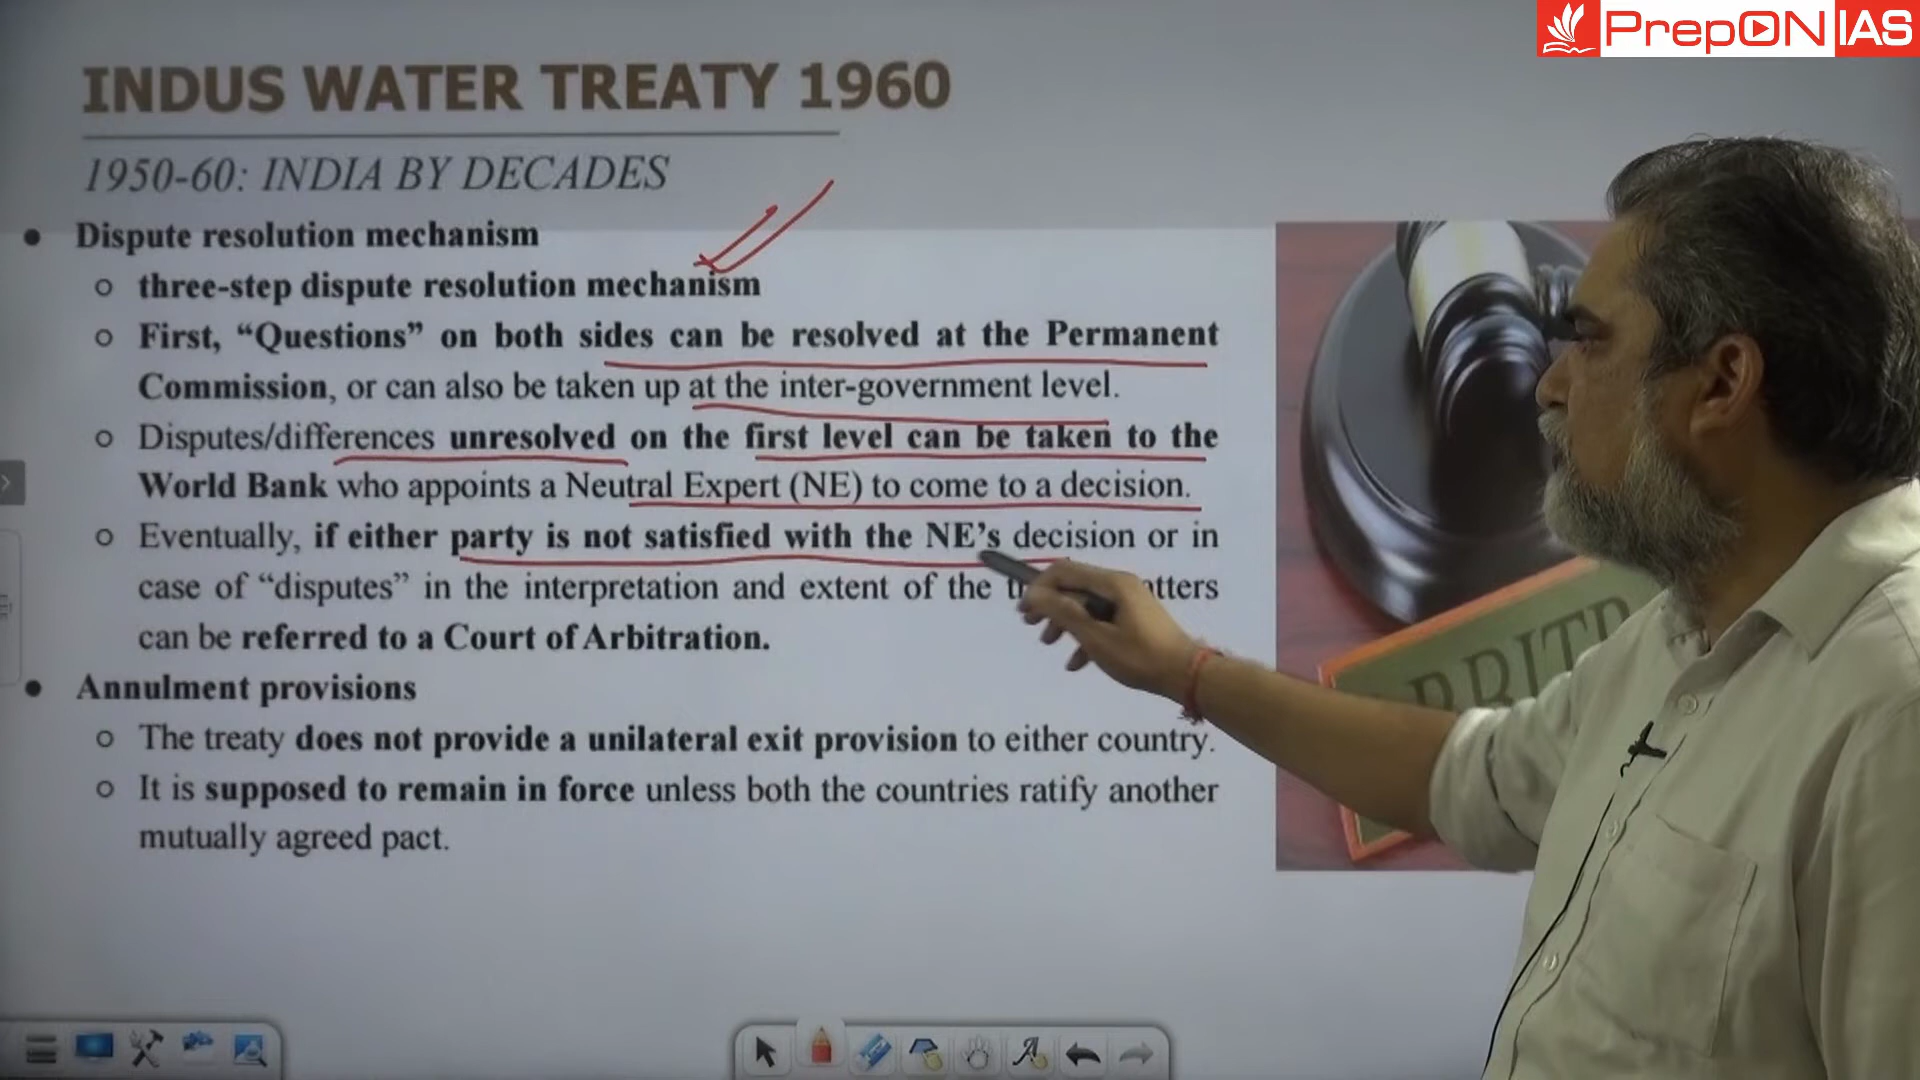 PrepON IAS
INDUS WATER TREATY 1960
1950-60: INDIA BY DECADES
● Dispute resolution mechanism
○ three-step dispute resolution mechanism
○ First, “Questions” on both sides can be resolved at the Permanent
Commission, or can also be taken up at the inter-government level.
○ Disputes/differences unresolved on the first level can be taken to the
World Bank who appoints a Neutral Expert (NE) to come to a decision.
○ Eventually, if either party is not satisfied with the NE’s decision or in
case of “disputes” in the interpretation and extent of the
can be referred to a Court of Arbitration.
● Annulment provisions
○ The treaty does not provide a unilateral exit provision to either country.
○ It is supposed to remain in force unless both the countries ratify another
mutually agreed pact.